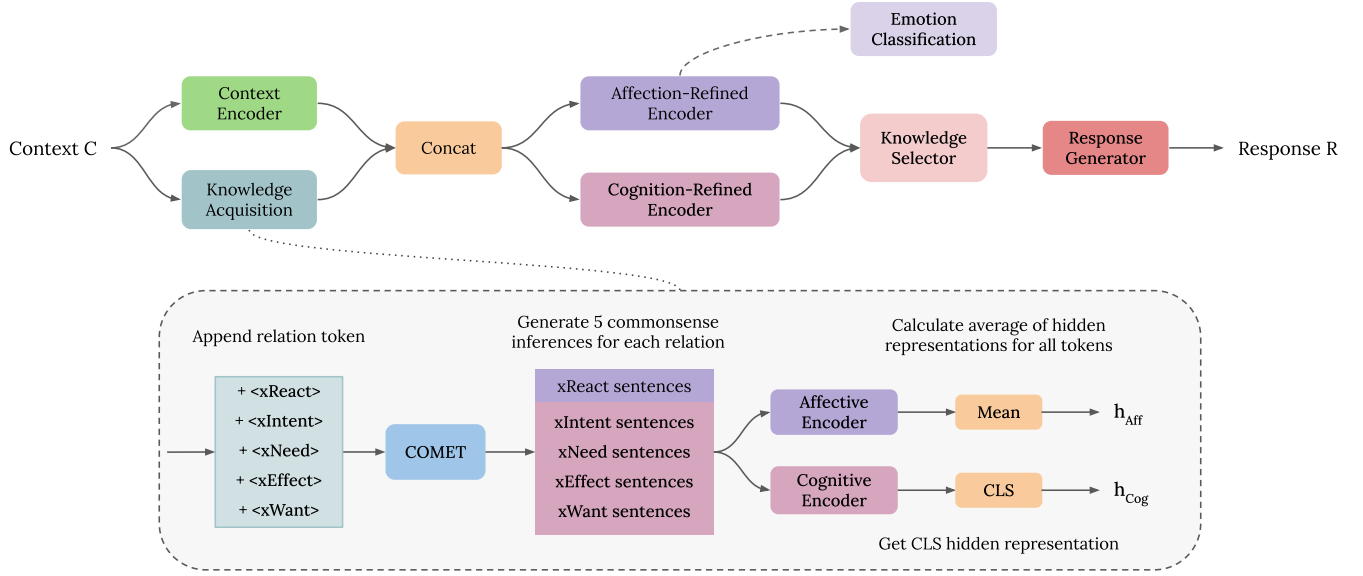 Emotion
Classification
Context
Encoder
Affection-Refined
Encoder
Context C
Concat
Knowledge
Selector
Response
Generator
Response R
Knowledge
Acquisition
Cognition-Refined
Encoder
Append relation token
Generate 5 commonsense
inferences for each relation
Calculate average of hidden
representations for all tokens
+ <xReact>
+ <xIntent>
+ <xNeed>
+ <xEffect>
+ <xWant>
COMET
xReact sentences
xIntent sentences
xNeed sentences
xEffect sentences
xWant sentences
Affective
Encoder
Mean
hAff
Cognitive
Encoder
CLS
hCog
Get CLS hidden representation